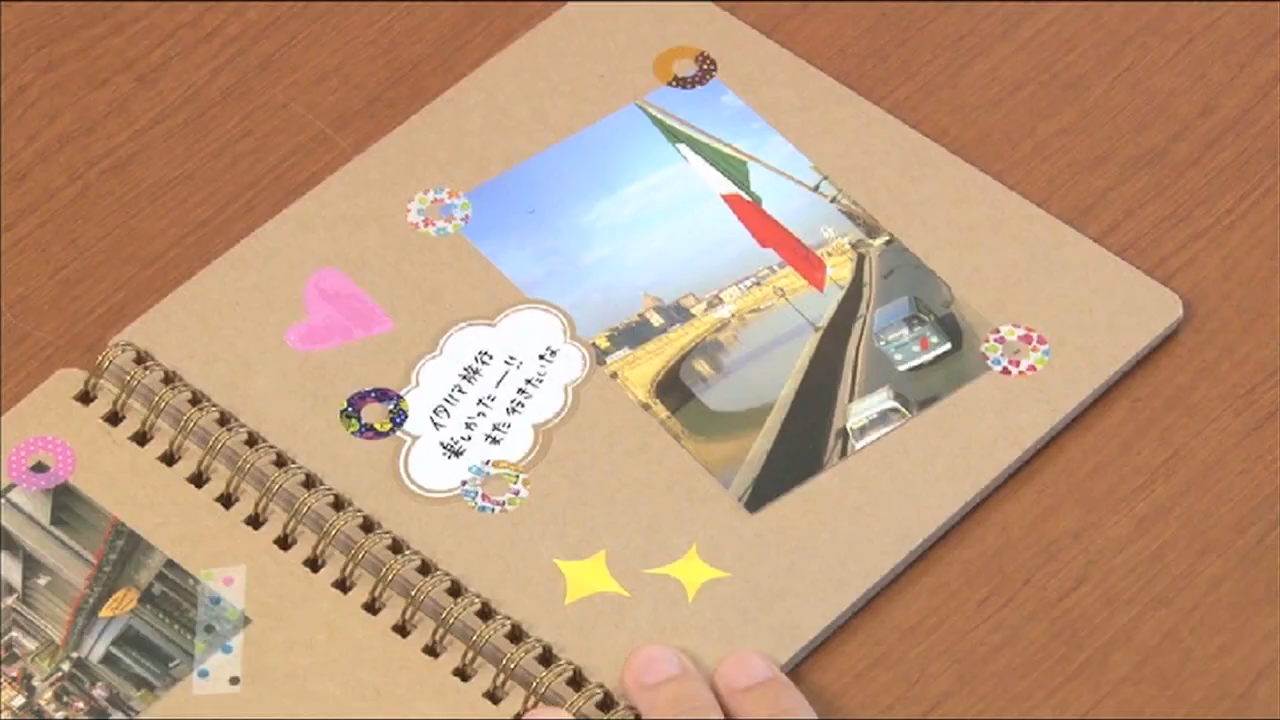 イタリア旅行
楽しかったー!!
また行きたいな